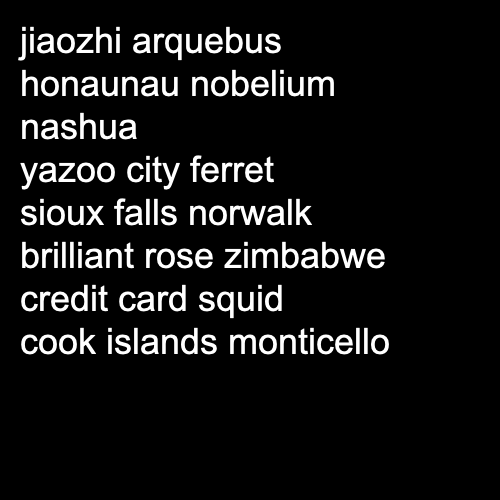 jiaozhi arquebus
honaunau nobelium
nashua
yazoo city ferret
sioux falls norwalk
brilliant rose zimbabwe
credit card squid
cook islands monticello